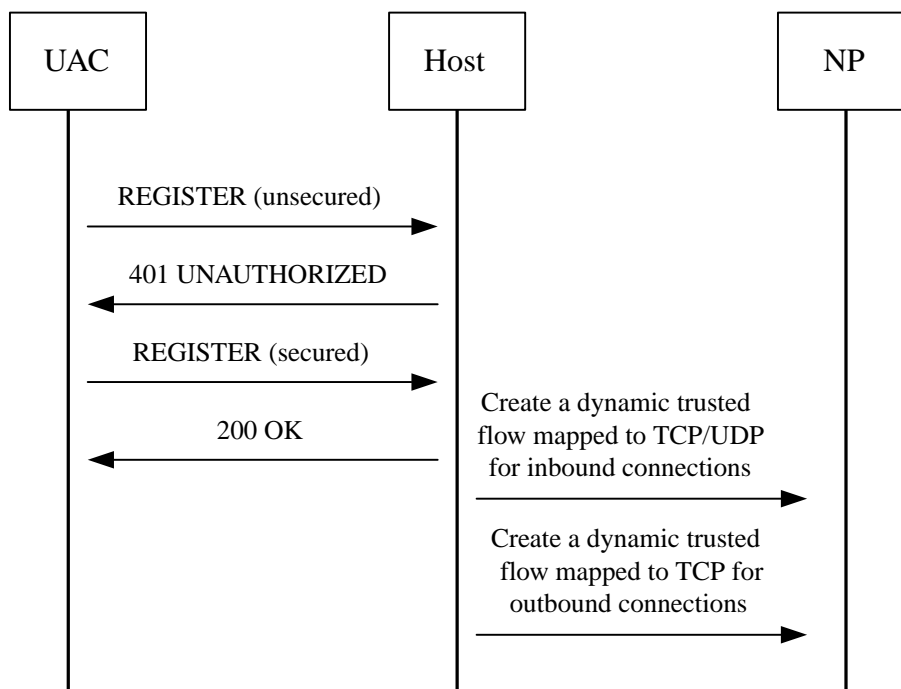 UAC
Host
NP
REGISTER (unsecured)
401 UNAUTHORIZED
REGISTER (secured)
200 OK
Create a dynamic trusted
flow mapped to TCP/UDP
for inbound connections
Create a dynamic trusted
flow mapped to TCP for
outbound connections